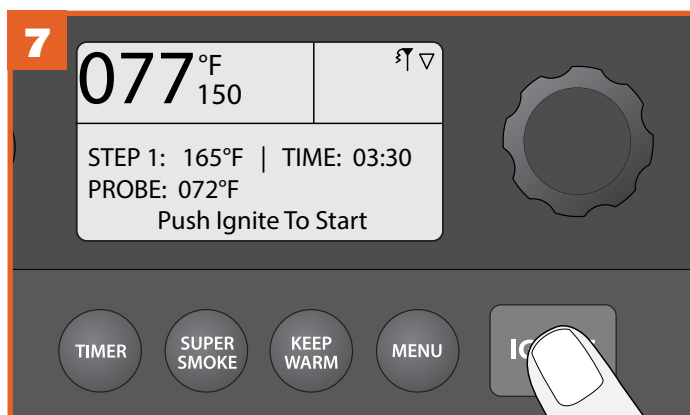 7
077 °F
150
STEP 1: 165°F | TIME: 03:30
PROBE: 072°F
Push Ignite To Start
TIMER
SUPER
SMOKE
KEEP
WARM
MENU